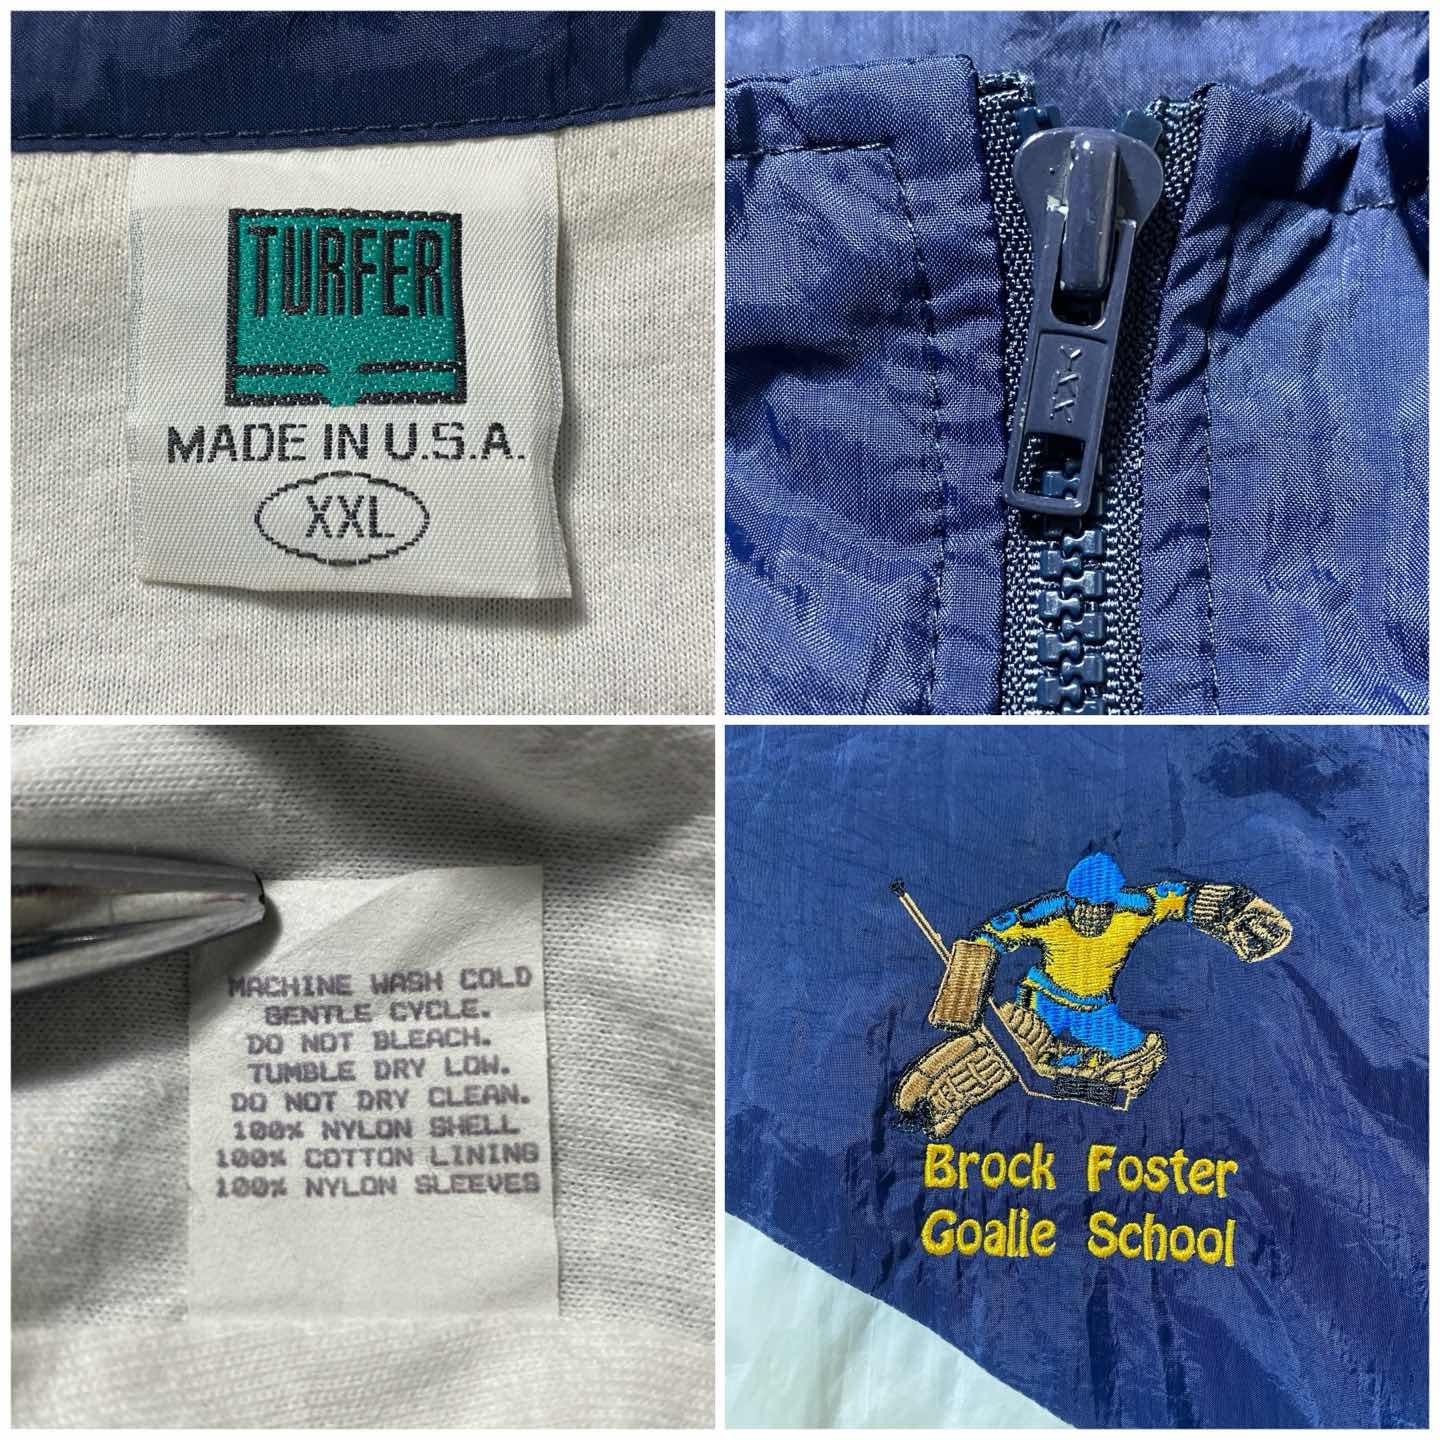 TURFER
MADE IN U.S.A.
XXL
YKK
MACHINE WASH COLD
GENTLE CYCLE.
DO NOT BLEACH.
TUMBLE DRY LOW.
DO NOT DRY CLEAN.
100% NYLON SHELL
100% COTTON LINING
100% NYLON SLEEVES
Brock Foster
Goalie School